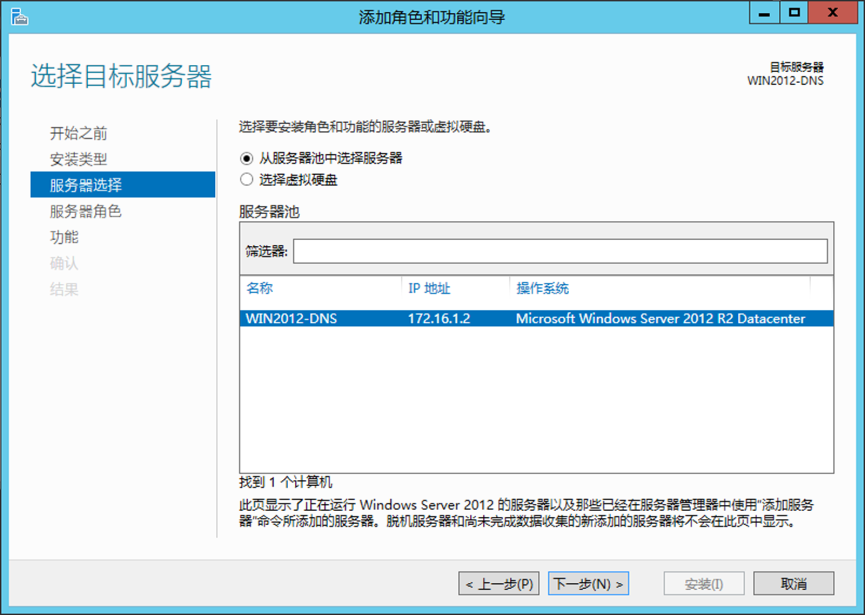 添加角色和功能向导
选择目标服务器
目标服务器
WIN2012-DNS
开始之前
安装类型
服务器选择
服务器角色
功能
确认
结果
选择要安装角色和功能的服务器或虚拟硬盘。
从服务器池中选择服务器
选择虚拟硬盘
服务器池
筛选器:
名称 IP 地址 操作系统
WIN2012-DNS 172.16.1.2 Microsoft Windows Server 2012 R2 Datacenter
找到 1 个计算机
此页显示了正在运行 Windows Server 2012 的服务器以及那些已经在服务器管理器中使用"添加服务
器"命令所添加的服务器。脱机服务器和尚未完成数据收集的新添加的服务器将不会在此页中显示。
< 上一步(P) 下一步(N) > 安装(I) 取消